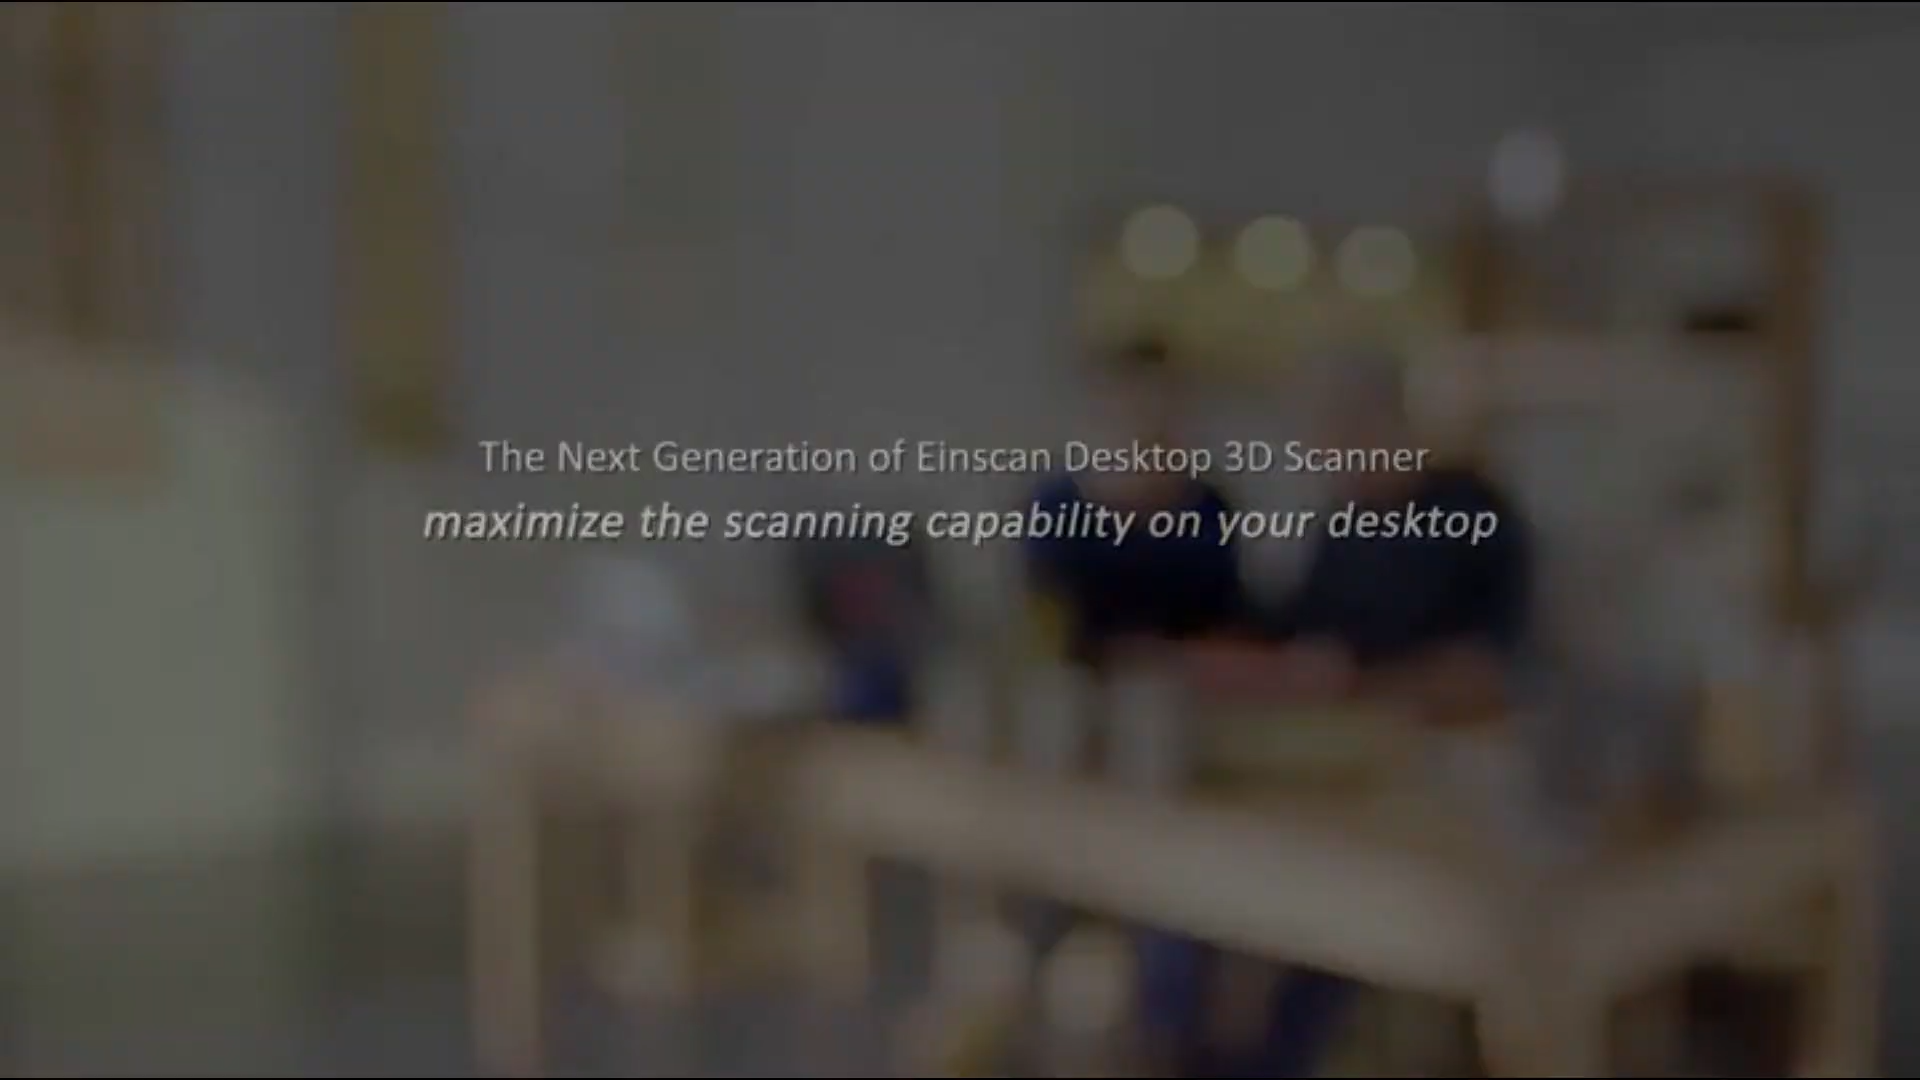 The Next Generation of Einscan Desktop 3D Scanner
maximize the scanning capability on your desktop